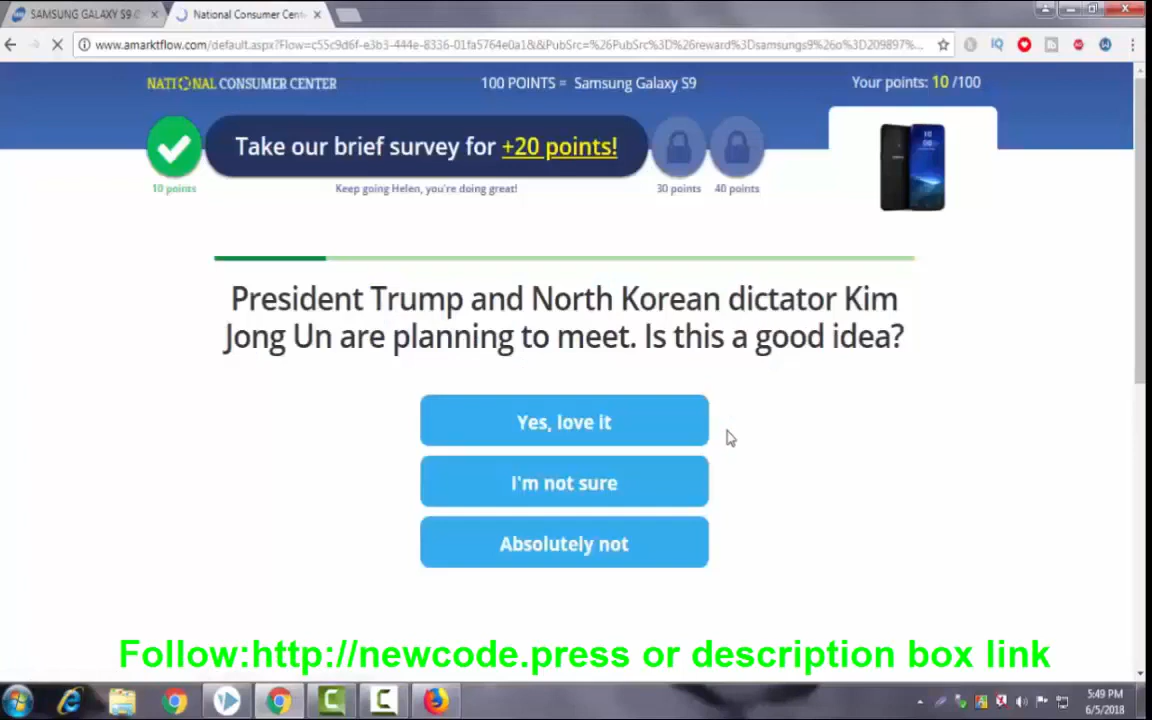 SAMSUNG GALAXY S9
National Consumer Cent
www.amarktflow.com/default.aspx?Flow=c55c9d6f-e3b3-444e-8336-01fa5764e0a1&&PubSrc=%26PubSrc%3D%26reward%3Dsamsungs9%26o%3D209897%...
NATIONAL CONSUMER CENTER
100 POINTS = Samsung Galaxy S9
Your points: 10 /100
Take our brief survey for +20 points!
10 points
Keep going Helen, you're doing great!
30 points
40 points
President Trump and North Korean dictator Kim
Jong Un are planning to meet. Is this a good idea?
Yes, love it
I'm not sure
Absolutely not
Follow:http://newcode.press or description box link
5:49 PM
6/5/2018